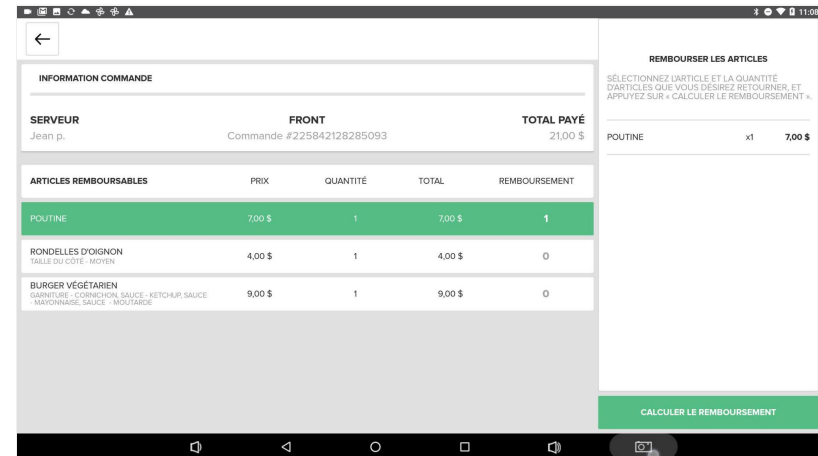 11:08
INFORMATION COMMANDE
SERVEUR FRONT TOTAL PAYÉ
Jean p. Commande #225842128285093 21,00 $
ARTICLES REMBOURSABLES PRIX QUANTITÉ TOTAL REMBOURSEMENT
POUTINE 7,00 $ 1 7,00 $ 1
RONDELLES D'OIGNON 4,00 $ 1 4,00 $ 0
TAILLE DU CÔTÉ - MOYEN
BURGER VÉGÉTARIEN 9,00 $ 1 9,00 $ 0
GARNITURE - CORNICHON, SAUCE - KETCHUP, SAUCE
- MAYONNAISE, SAUCE - MOUTARDE
REMBOURSER LES ARTICLES
SÉLECTIONNEZ L'ARTICLE ET LA QUANTITÉ
D'ARTICLES QUE VOUS DÉSIREZ RETOURNER, ET
APPUYEZ SUR « CALCULER LE REMBOURSEMENT ».
POUTINE x1 7,00 $
CALCULER LE REMBOURSEMENT